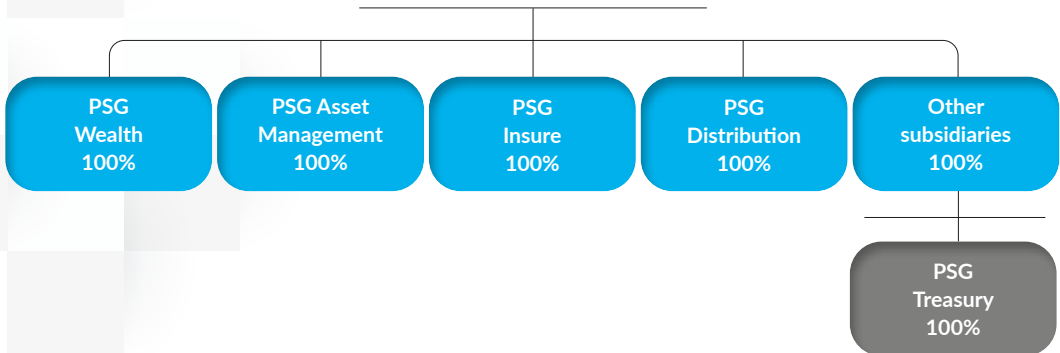 PSG
Wealth
100%
PSG Asset
Management
100%
PSG
Insure
100%
PSG
Distribution
100%
Other
subsidiaries
100%
PSG
Treasury
100%